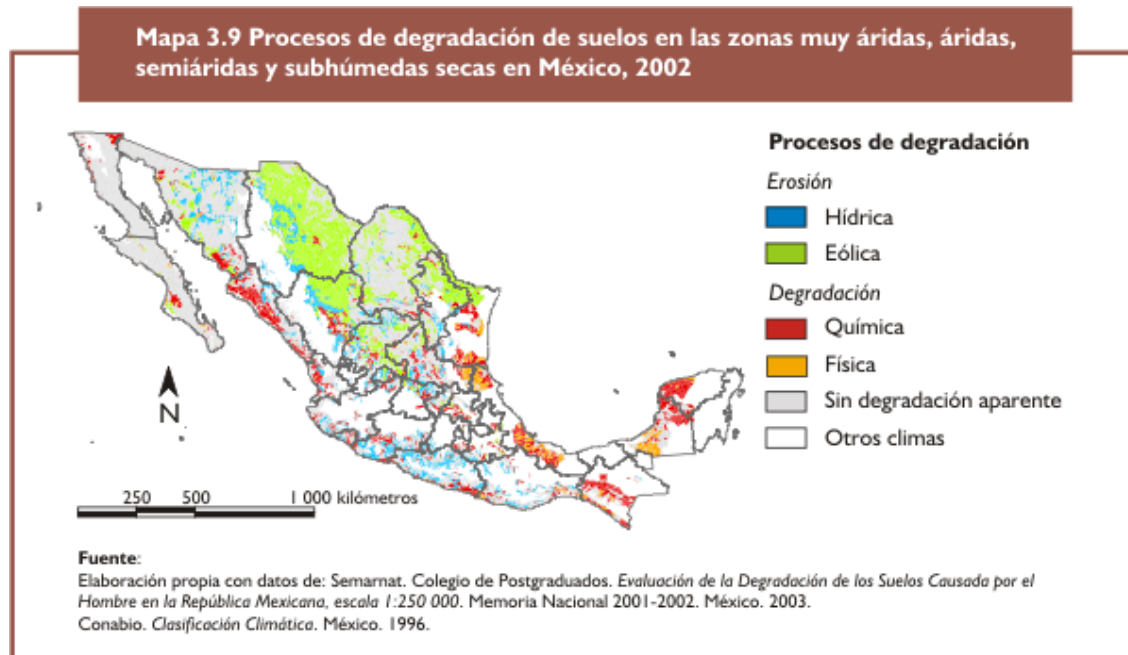 Mapa 3.9 Procesos de degradación de suelos en las zonas muy áridas, áridas,
semiáridas y subhúmedas secas en México, 2002
Procesos de degradación
Erosión
Hídrica
Eólica
Degradación
Química
Física
Sin degradación aparente
Otros climas
N
250 500 1 000 kilómetros
Fuente:
Elaboración propia con datos de: Semarnat. Colegio de Postgraduados. Evaluación de la Degradación de los Suelos Causada por el
Hombre en la República Mexicana, escala 1:250 000. Memoria Nacional 2001-2002. México. 2003.
Conabio. Clasificación Climática. México. 1996.